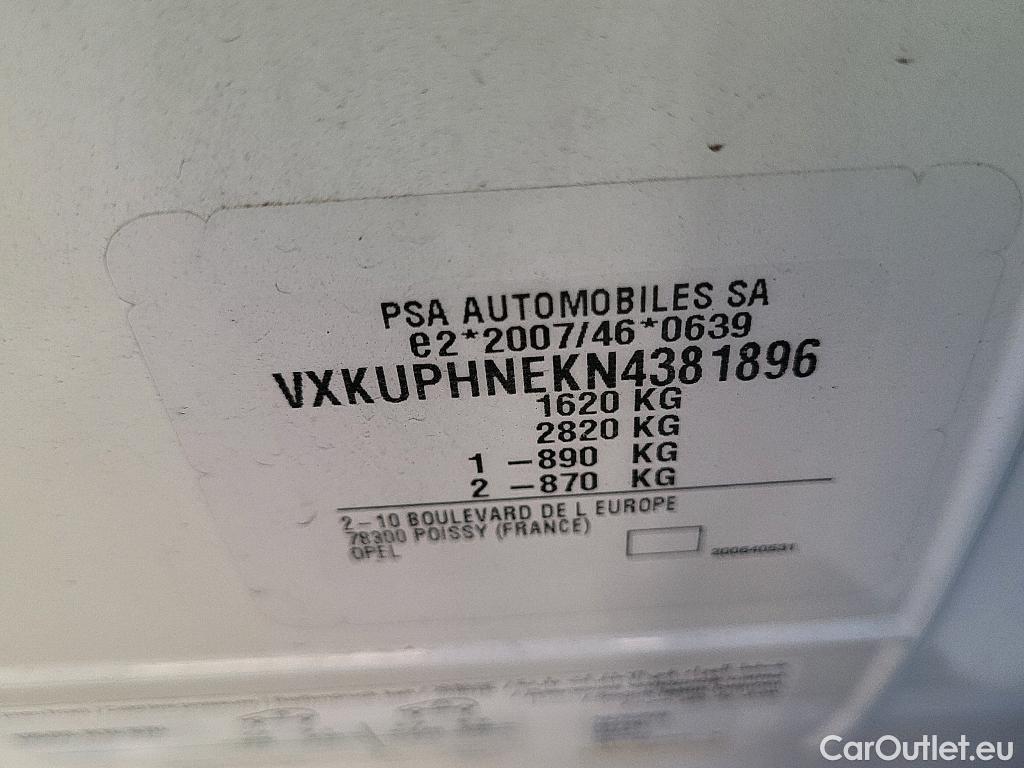 PSA AUTOMOBILES SA
e2*2007/46*0639
VXKUPHNEKN4381896
1620 KG
2820 KG
1 -890 KG
2 -870 KG
2-10 BOULEVARD DE L EUROPE
78300 POISSY (FRANCE)
OPEL
CarOutlet.eu